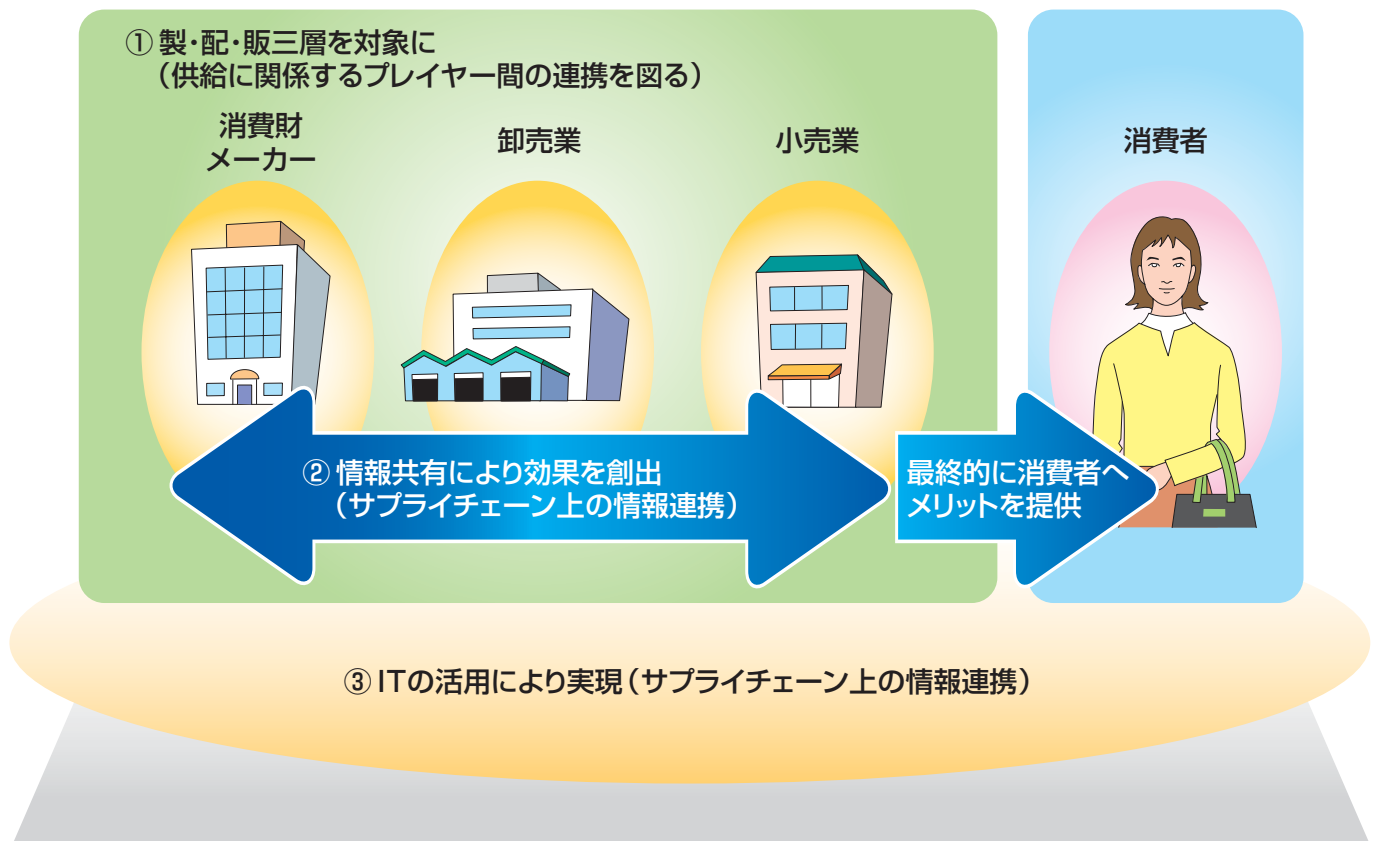 ① 製・配・販三層を対象に
（供給に関係するプレイヤー間の連携を図る）
消費財
メーカー
卸売業
小売業
消費者
② 情報共有により効果を創出
（サプライチェーン上の情報連携）
最終的に消費者へ
メリットを提供
③ ITの活用により実現（サプライチェーン上の情報連携）